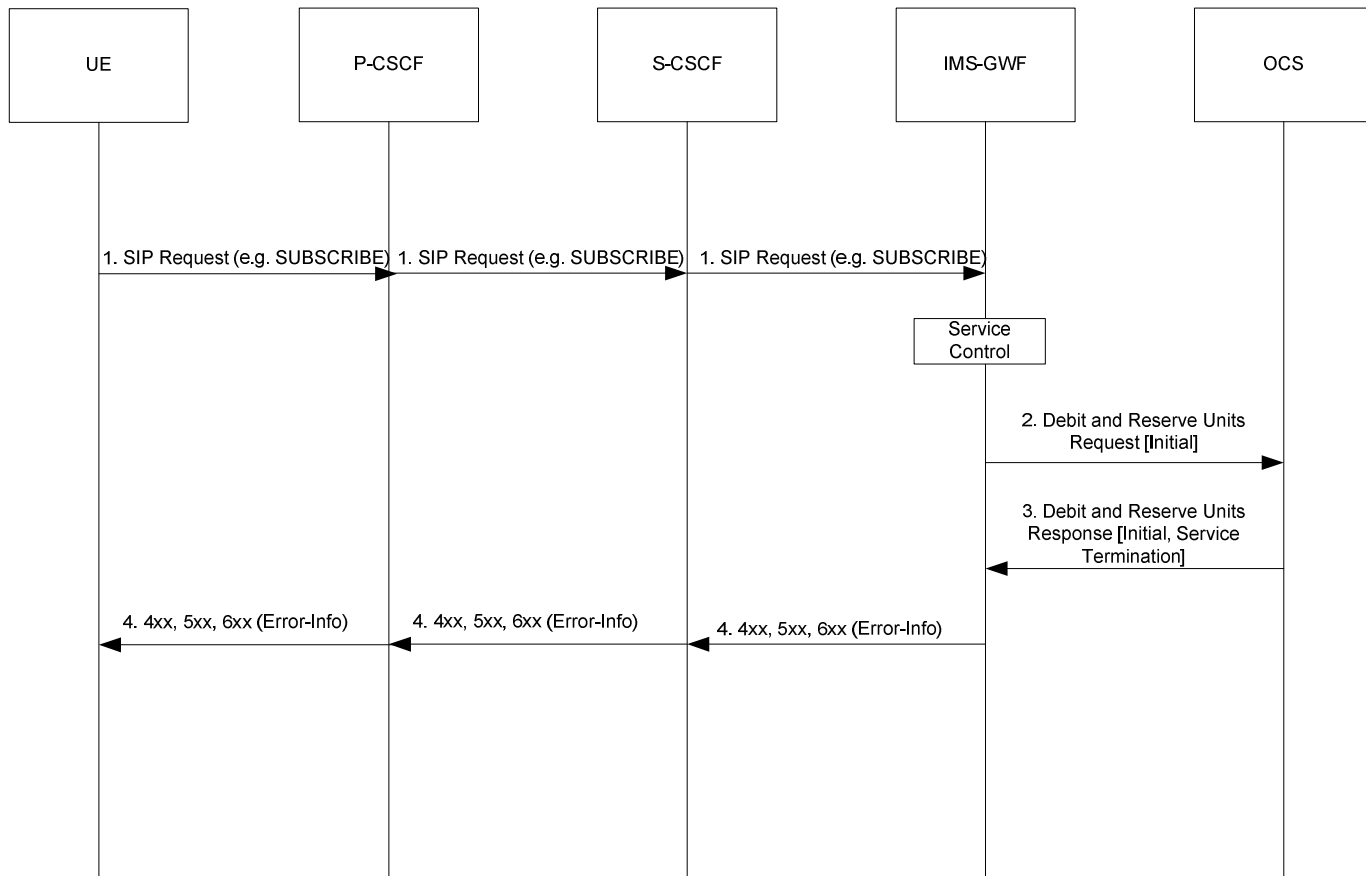 UE
P-CSCF
S-CSCF
IMS-GWF
OCS
1. SIP Request (e.g. SUBSCRIBE)
1. SIP Request (e.g. SUBSCRIBE)
1. SIP Request (e.g. SUBSCRIBE)
Service
Control
2. Debit and Reserve Units
Request [Initial]
3. Debit and Reserve Units
Response [Initial, Service
Termination]
4. 4xx, 5xx, 6xx (Error-Info)
4. 4xx, 5xx, 6xx (Error-Info)
4. 4xx, 5xx, 6xx (Error-Info)